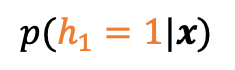 p(h₁ = 1|x)